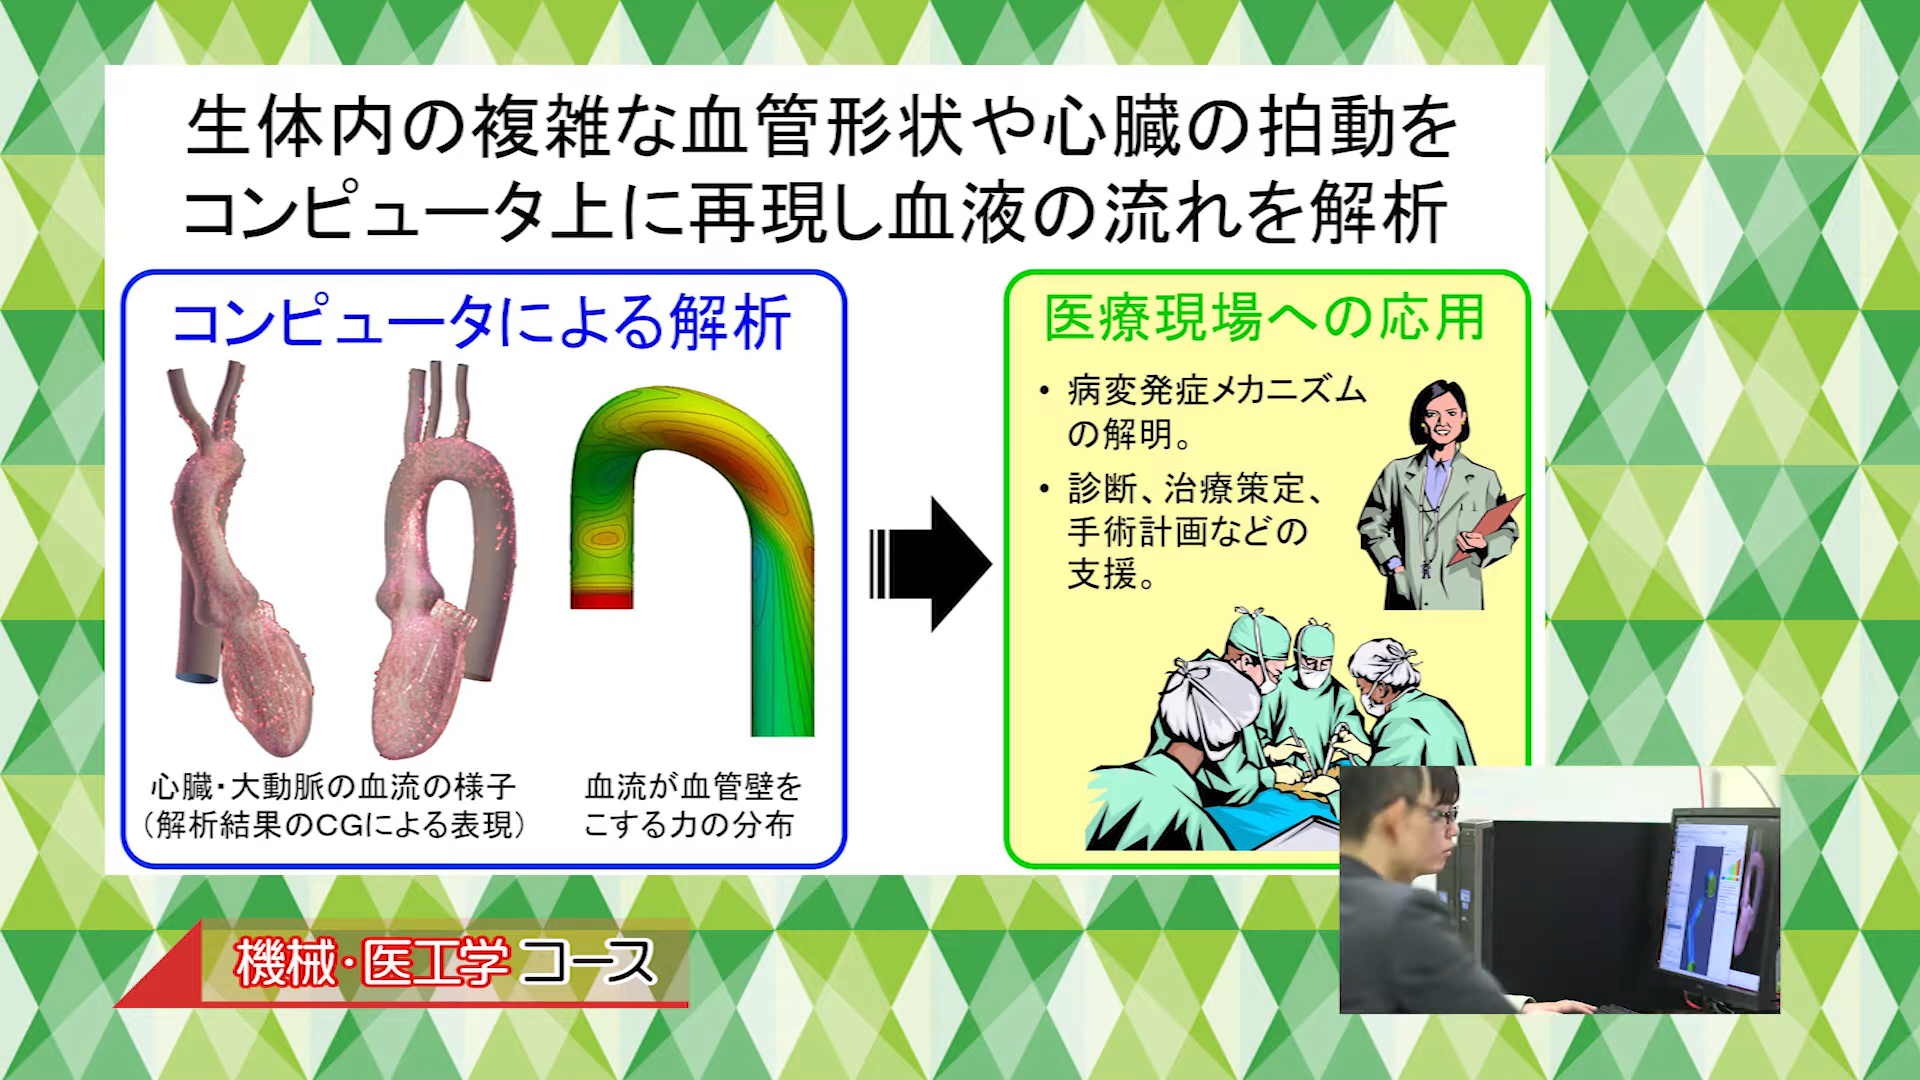 生体内の複雑な血管形状や心臓の拍動を
コンピュータ上に再現し血液の流れを解析
コンピュータによる解析
心臓・大動脈の血流の様子
（解析結果のCGによる表現）
血流が血管壁を
こする力の分布
医療現場への応用
・病変発症メカニズム
の解明。
・診断、治療策定、
手術計画などの
支援。
機械・医工学コース